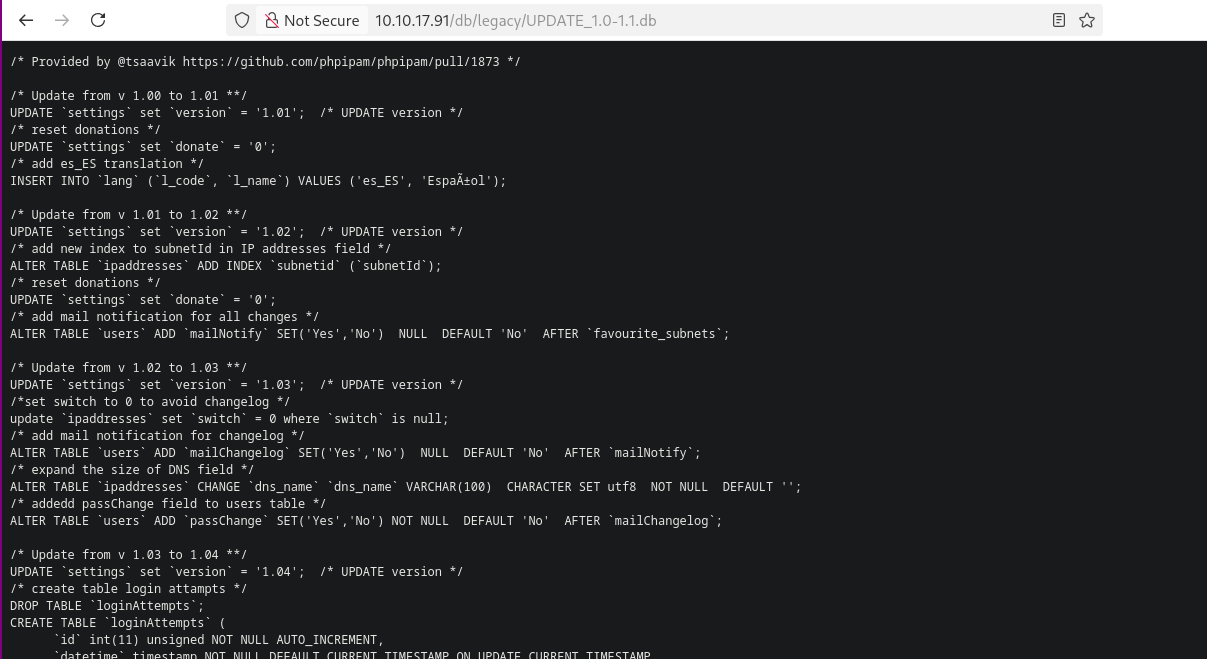 Not Secure 10.10.17.91/db/legacy/UPDATE_1.0-1.1.db
/* Provided by @tsaavik https://github.com/phpipam/phpipam/pull/1873 */
/* Update from v 1.00 to 1.01 **/
UPDATE `settings` set `version` = '1.01';  /* UPDATE version */
/* reset donations */
UPDATE `settings` set `donate` = '0';
/* add es_ES translation */
INSERT INTO `lang` (`l_code`, `l_name`) VALUES ('es_ES', 'EspaÃ±ol');
/* Update from v 1.01 to 1.02 **/
UPDATE `settings` set `version` = '1.02';  /* UPDATE version */
/* add new index to subnetId in IP addresses field */
ALTER TABLE `ipaddresses` ADD INDEX `subnetid` (`subnetId`);
/* reset donations */
UPDATE `settings` set `donate` = '0';
/* add mail notification for all changes */
ALTER TABLE `users` ADD `mailNotify` SET('Yes','No')  NULL  DEFAULT 'No'  AFTER `favourite_subnets`;
/* Update from v 1.02 to 1.03 **/
UPDATE `settings` set `version` = '1.03';  /* UPDATE version */
/*set switch to 0 to avoid changelog */
update `ipaddresses` set `switch` = 0 where `switch` is null;
/* add mail notification for changelog */
ALTER TABLE `users` ADD `mailChangelog` SET('Yes','No')  NULL  DEFAULT 'No'  AFTER `mailNotify`;
/* expand the size of DNS field */
ALTER TABLE `ipaddresses` CHANGE `dns_name` `dns_name` VARCHAR(100)  CHARACTER SET utf8  NOT NULL  DEFAULT '';
/* addedd passChange field to users table */
ALTER TABLE `users` ADD `passChange` SET('Yes','No') NOT NULL  DEFAULT 'No'  AFTER `mailChangelog`;
/* Update from v 1.03 to 1.04 **/
UPDATE `settings` set `version` = '1.04';  /* UPDATE version */
/* create table login attampts */
DROP TABLE `loginAttempts`;
CREATE TABLE `loginAttempts` (
`id` int(11) unsigned NOT NULL AUTO_INCREMENT,
`datetime` timestamp NOT NULL DEFAULT CURRENT_TIMESTAMP ON UPDATE CURRENT_TIMESTAMP